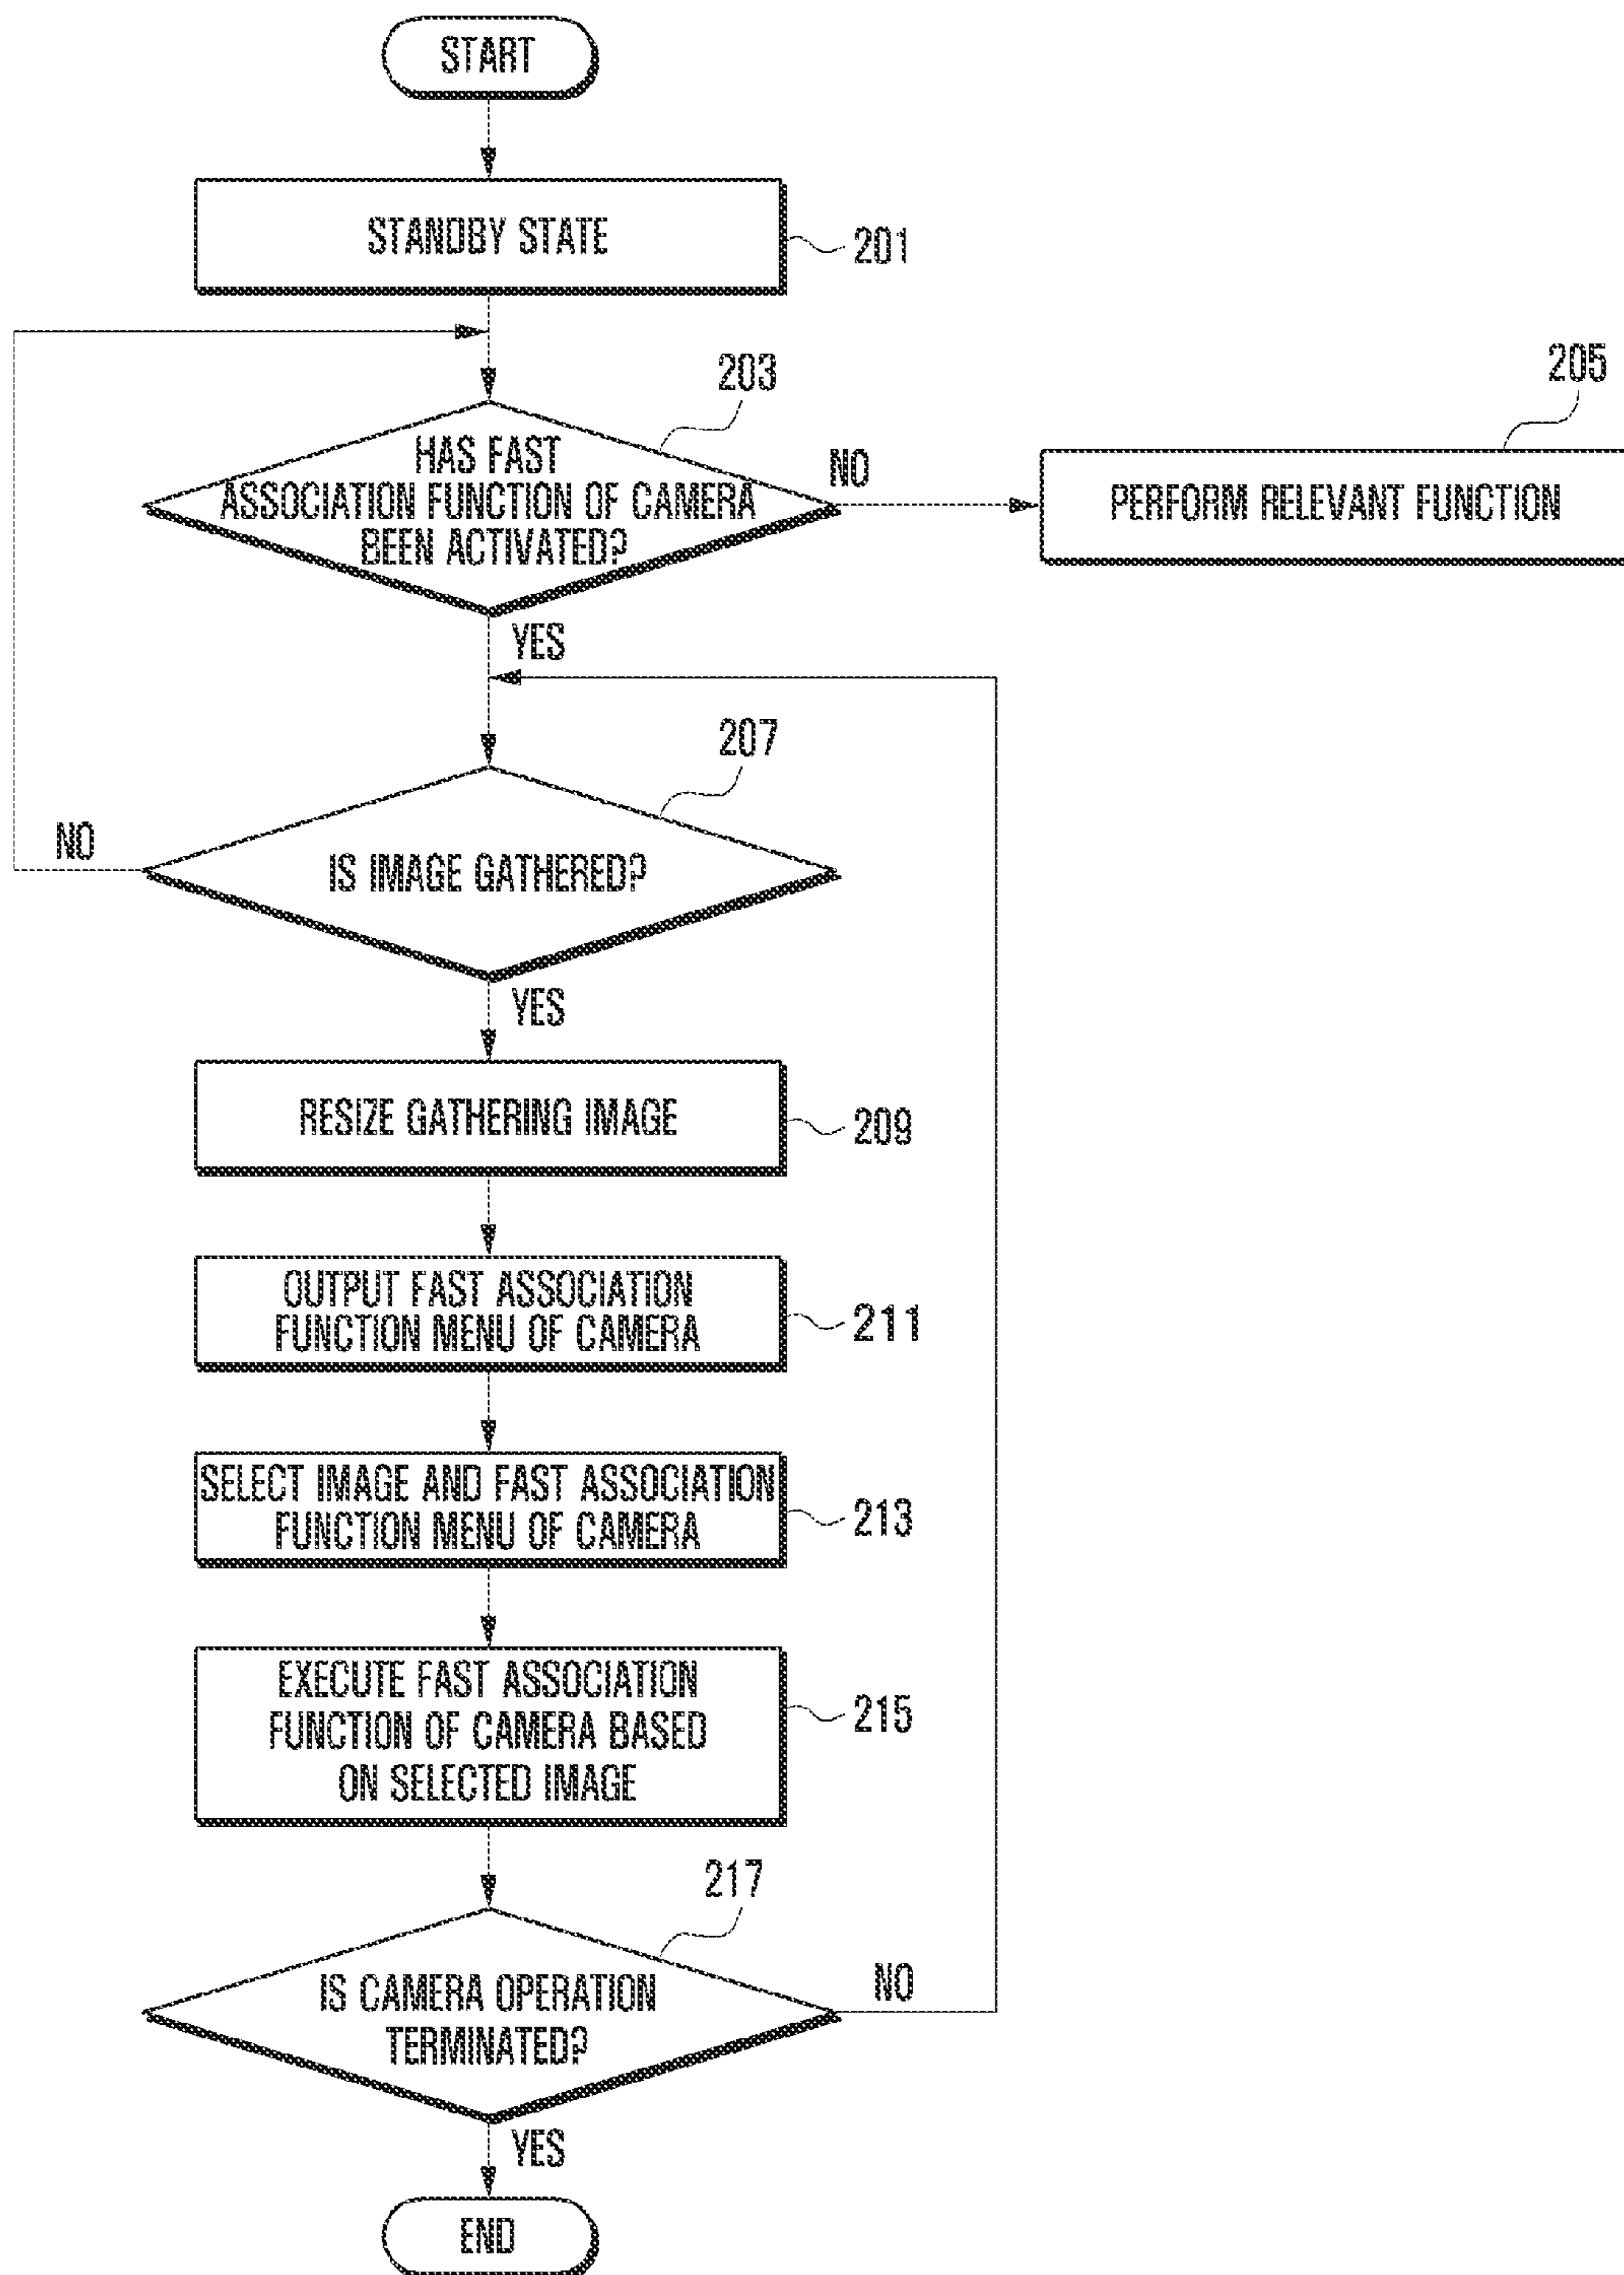 START
STANDBY STATE
201
203
HAS FAST
ASSOCIATION FUNCTION OF CAMERA
BEEN ACTIVATED?
NO
205
PERFORM RELEVANT FUNCTION
YES
207
IS IMAGE GATHERED?
NO
YES
RESIZE GATHERING IMAGE
209
OUTPUT FAST ASSOCIATION
FUNCTION MENU OF CAMERA
211
SELECT IMAGE AND FAST ASSOCIATION
FUNCTION MENU OF CAMERA
213
EXECUTE FAST ASSOCIATION
FUNCTION OF CAMERA BASED
ON SELECTED IMAGE
215
217
IS CAMERA OPERATION
TERMINATED?
NO
YES
END